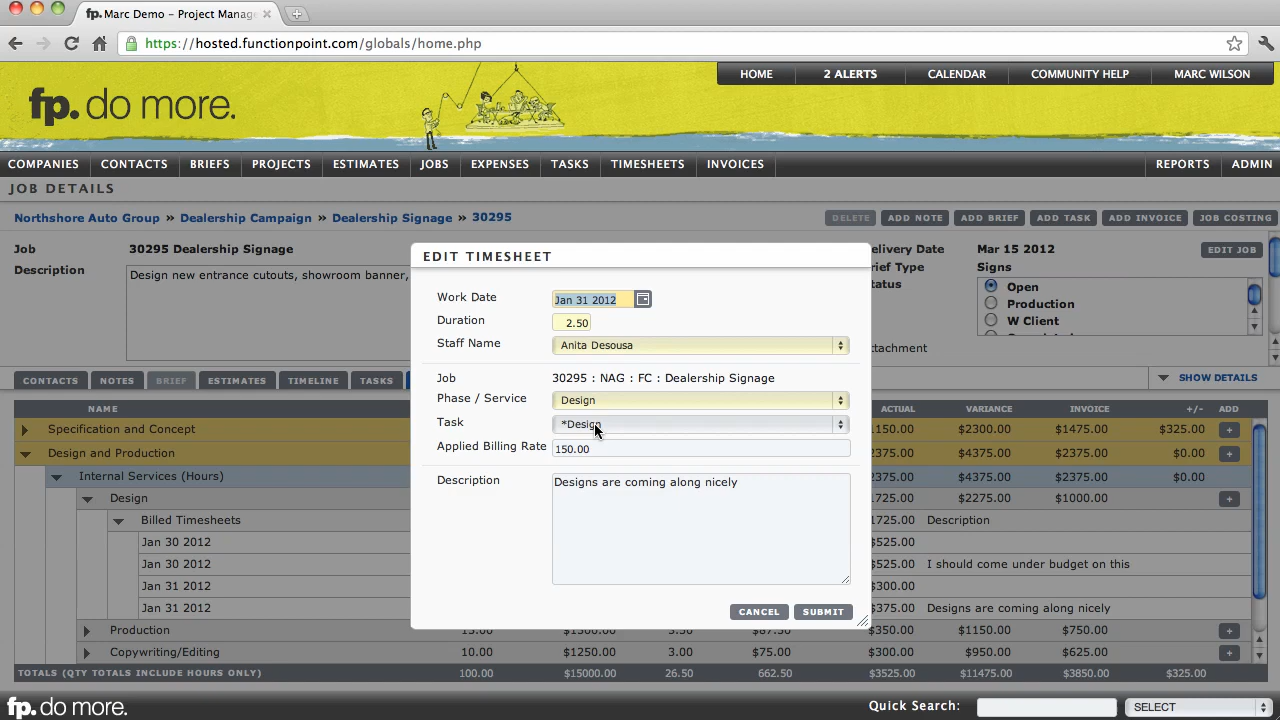 fp. Marc Demo – Project Manag
https://hosted.functionpoint.com/globals/home.php
HOME 2 ALERTS CALENDAR COMMUNITY HELP MARC WILSON
fp. do more.
COMPANIES CONTACTS BRIEFS PROJECTS ESTIMATES JOBS EXPENSES TASKS TIMESHEETS INVOICES REPORTS ADMIN
JOB DETAILS
Northshore Auto Group » Dealership Campaign » Dealership Signage » 30295
DELETE ADD NOTE ADD BRIEF ADD TASK ADD INVOICE JOB COSTING
Job 30295 Dealership Signage
Description Design new entrance cutouts, showroom banner,
elivery Date Mar 15 2012 EDIT JOB
rief Type Signs
tatus Open
Production
W Client
ttachment
EDIT TIMESHEET
Work Date Jan 31 2012
Duration 2.50
Staff Name Anita Desousa
Job 30295 : NAG : FC : Dealership Signage
Phase / Service Design
Task *Design
Applied Billing Rate 150.00
Description Designs are coming along nicely
CANCEL SUBMIT
CONTACTS NOTES BRIEF ESTIMATES TIMELINE TASKS SHOW DETAILS
NAME ACTUAL VARIANCE INVOICE +/- ADD
Specification and Concept 1150.00 $2300.00 $1475.00 $325.00 +
Design and Production $2375.00 $4375.00 $2375.00 $0.00 +
Internal Services (Hours) $2375.00 $4375.00 $2375.00 $0.00
Design 1725.00 $2275.00 $1000.00 +
Billed Timesheets 1725.00 Description
Jan 30 2012 $525.00
Jan 30 2012 $525.00 I should come under budget on this
Jan 31 2012 $300.00
Jan 31 2012 $375.00 Designs are coming along nicely
Production 15.00 $1500.00 3.50 $87.50 $350.00 $1150.00 $750.00 +
Copywriting/Editing 10.00 $1250.00 3.00 $75.00 $300.00 $950.00 $625.00 +
TOTALS (QTY TOTALS INCLUDE HOURS ONLY) 100.00 $15000.00 26.50 662.50 $3525.00 $11475.00 $3850.00 $325.00
fp. do more. Quick Search: SELECT